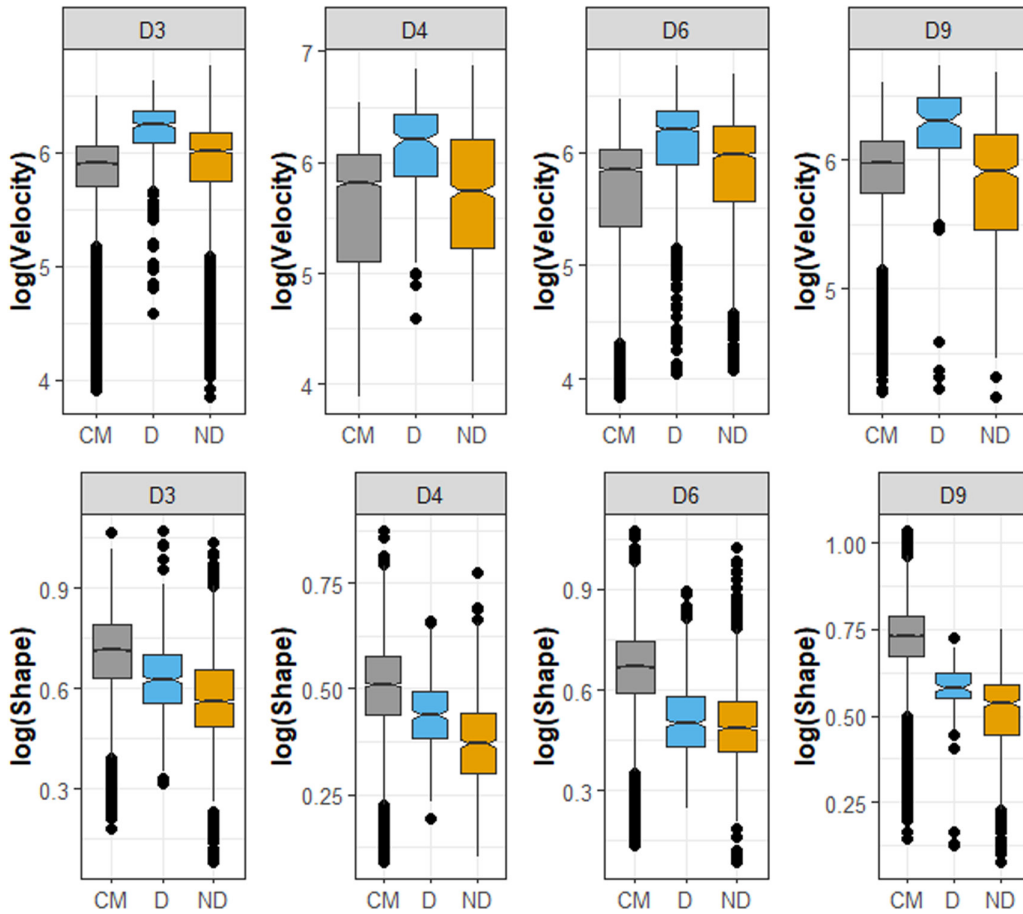 D3 D4 D6 D9
log(Velocity) 6 5 4
log(Velocity) 7 6 5 4
log(Velocity) 6 5 4
log(Velocity) 6 5
CM D ND CM D ND CM D ND CM D ND
D3 D4 D6 D9
log(Shape) 0.9 0.6 0.3
log(Shape) 0.75 0.50 0.25
log(Shape) 0.9 0.6 0.3
log(Shape) 1.00 0.75 0.50 0.25
CM D ND CM D ND CM D ND CM D ND